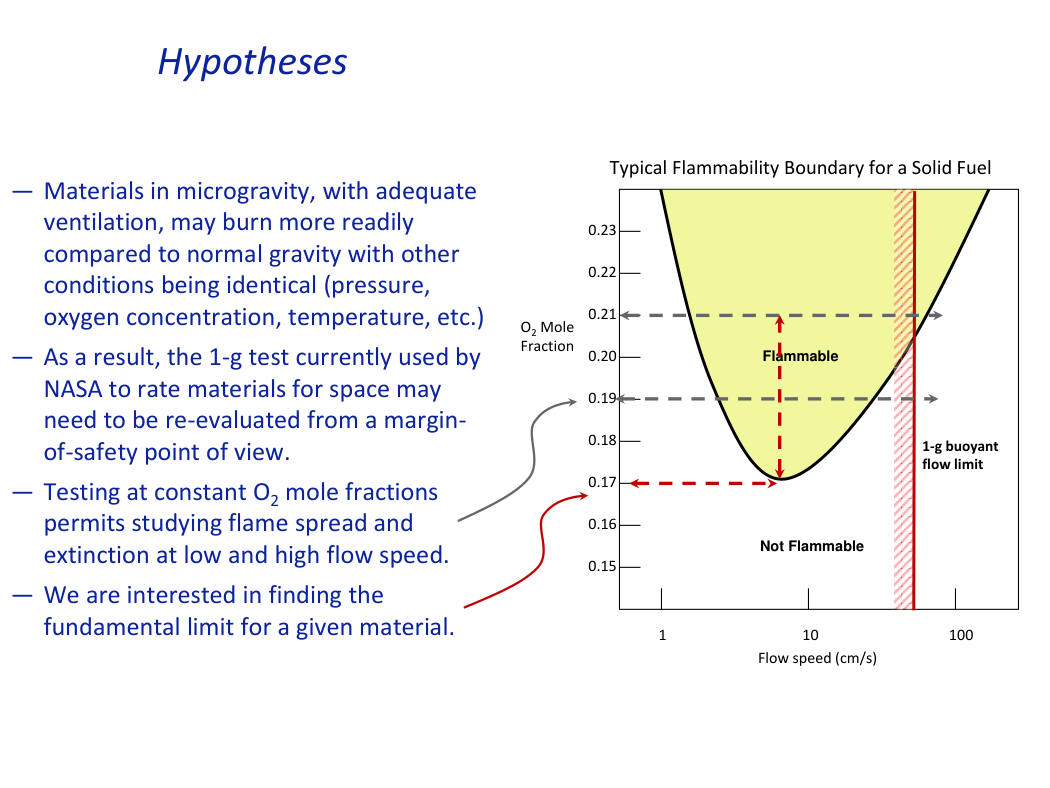 Hypotheses
— Materials in microgravity, with adequate
ventilation, may burn more readily
compared to normal gravity with other
conditions being identical (pressure,
oxygen concentration, temperature, etc.)
— As a result, the 1-g test currently used by
NASA to rate materials for space may
need to be re-evaluated from a margin-
of-safety point of view.
— Testing at constant O₂ mole fractions
permits studying flame spread and
extinction at low and high flow speed.
— We are interested in finding the
fundamental limit for a given material.
Typical Flammability Boundary for a Solid Fuel
0.23
0.22
0.21
0.20
0.19
0.18
0.17
0.16
0.15
O₂ Mole
Fraction
Flammable
1-g buoyant
flow limit
Not Flammable
1 10 100
Flow speed (cm/s)